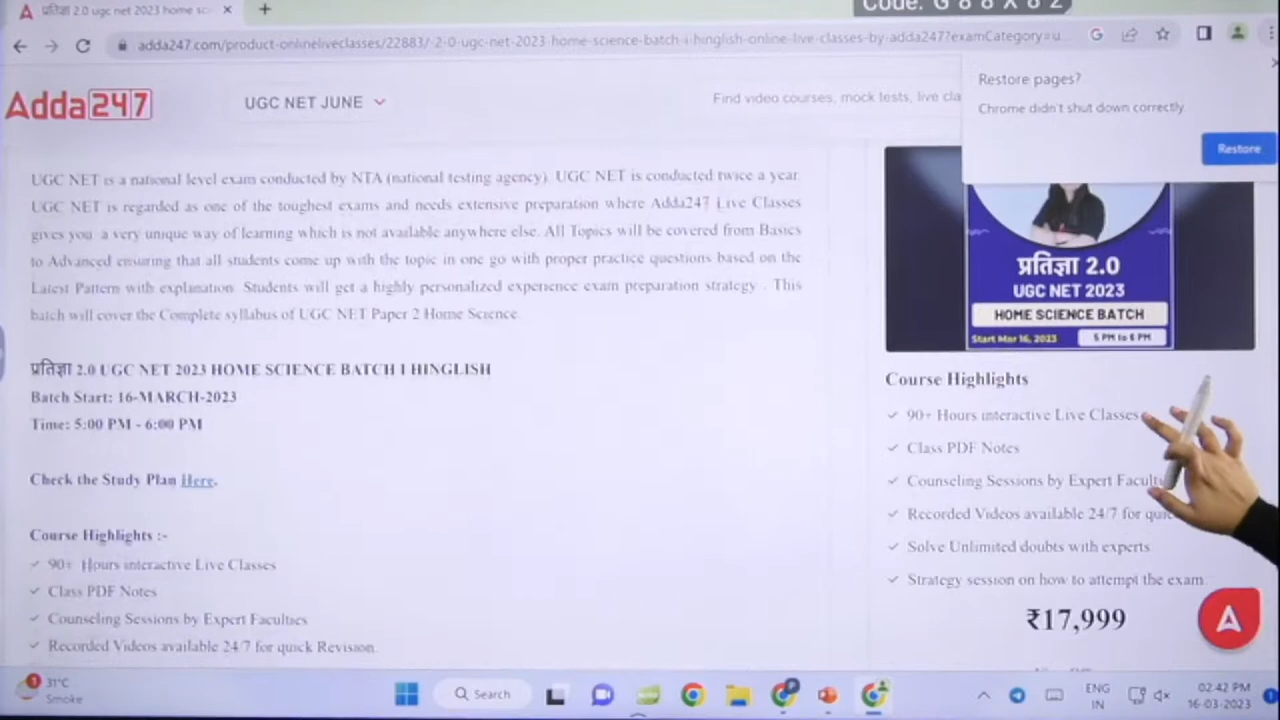 प्रतिज्ञा 2.0 ugc net 2023 home sc
adda247.com/product-onlineliveclasses/22883/-2-0-ugc-net-2023-home-science-batch-i-hinglish-online-live-classes-by-adda247?examCategory=u...
Restore pages?
Chrome didn't shut down correctly
Restore
Adda247
UGC NET JUNE
Find video courses, mock tests, live cla
UGC NET is a national level exam conducted by NTA (national testing agency). UGC NET is conducted twice a year.
UGC NET is regarded as one of the toughest exams and needs extensive preparation where Adda247 Live Classes
gives you a very unique way of learning which is not available anywhere else. All Topics will be covered from Basics
to Advanced ensuring that all students come up with the topic in one go with proper practice questions based on the
Latest Pattern with explanation. Students will get a highly personalized experience exam preparation strategy . This
batch will cover the Complete syllabus of UGC NET Paper 2 Home Science.
प्रतिज्ञा 2.0 UGC NET 2023 HOME SCIENCE BATCH I HINGLISH
Batch Start: 16-MARCH-2023
Time: 5:00 PM - 6:00 PM
Check the Study Plan Here.
Course Highlights :-
90+ Hours interactive Live Classes
Class PDF Notes
Counseling Sessions by Expert Faculties
Recorded Videos available 24/7 for quick Revision.
प्रतिज्ञा 2.0
UGC NET 2023
HOME SCIENCE BATCH
Start Mar 16, 2023
5 PM to 6 PM
Course Highlights
90+ Hours interactive Live Classes
Class PDF Notes
Counseling Sessions by Expert
Recorded Videos available 24/7 for
Solve Unlimited doubts with experts
Strategy session on how to attempt the exam.
₹17,999
31°C
Smoke
Search
ENG
IN
02:42 PM
16-03-2023